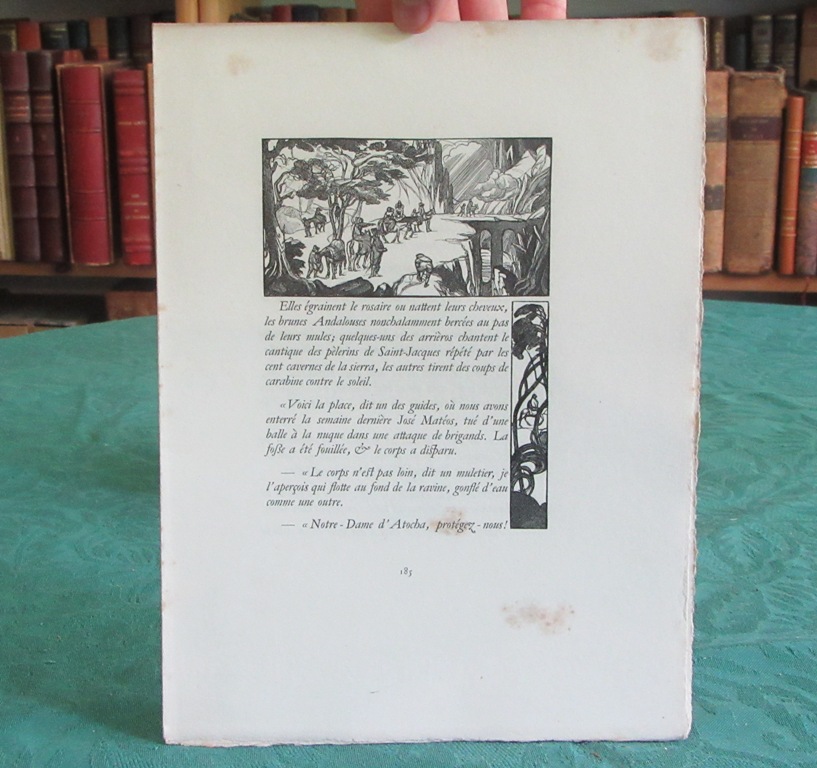 Elles égrainent le rosaire ou nattent leurs cheveux,
les brunes Andalouses nonchalamment bercées au pas
de leurs mules; quelques-uns des arriéros chantent le
cantique des pèlerins de Saint-Jacques répété par les
cent cavernes de la sierra, les autres tirent des coups de
carabine contre le soleil.
« Voici la place, dit un des guides, où nous avons
enterré la semaine dernière José Matéos, tué d'une
balle à la nuque dans une attaque de brigands. La
fosse a été fouillée, & le corps a disparu.
— « Le corps n'est pas loin, dit un muletier, je
l'aperçois qui flotte au fond de la ravine, gonflé d'eau
comme une outre.
— « Notre-Dame d'Atocha, protégez-nous!
185